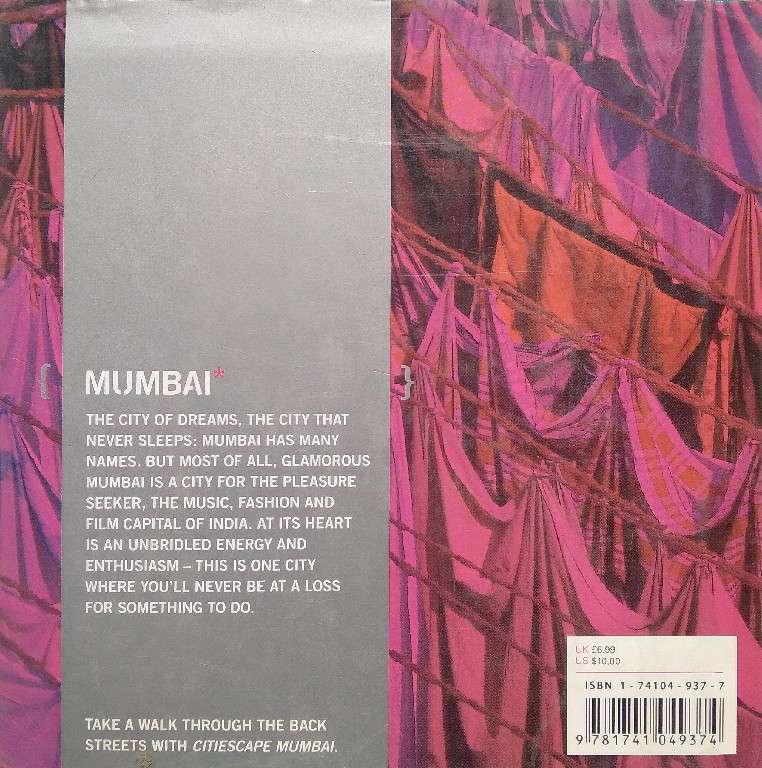 { MUMBAI* }
THE CITY OF DREAMS, THE CITY THAT
NEVER SLEEPS: MUMBAI HAS MANY
NAMES. BUT MOST OF ALL, GLAMOROUS
MUMBAI IS A CITY FOR THE PLEASURE
SEEKER, THE MUSIC, FASHION AND
FILM CAPITAL OF INDIA. AT ITS HEART
IS AN UNBRIDLED ENERGY AND
ENTHUSIASM – THIS IS ONE CITY
WHERE YOU'LL NEVER BE AT A LOSS
FOR SOMETHING TO DO.
TAKE A WALK THROUGH THE BACK
STREETS WITH CITIESCAPE MUMBAI.
UK £6.99
US $10.00
ISBN 1-74104-937-7
9 781741 049374